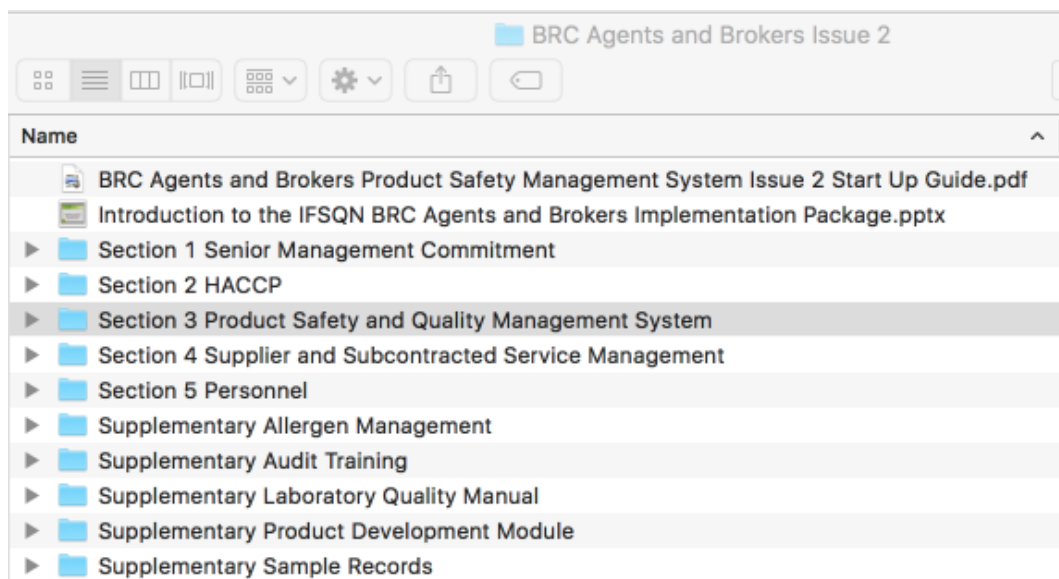 BRC Agents and Brokers Issue 2
Name
BRC Agents and Brokers Product Safety Management System Issue 2 Start Up Guide.pdf
Introduction to the IFSQN BRC Agents and Brokers Implementation Package.pptx
Section 1 Senior Management Commitment
Section 2 HACCP
Section 3 Product Safety and Quality Management System
Section 4 Supplier and Subcontracted Service Management
Section 5 Personnel
Supplementary Allergen Management
Supplementary Audit Training
Supplementary Laboratory Quality Manual
Supplementary Product Development Module
Supplementary Sample Records